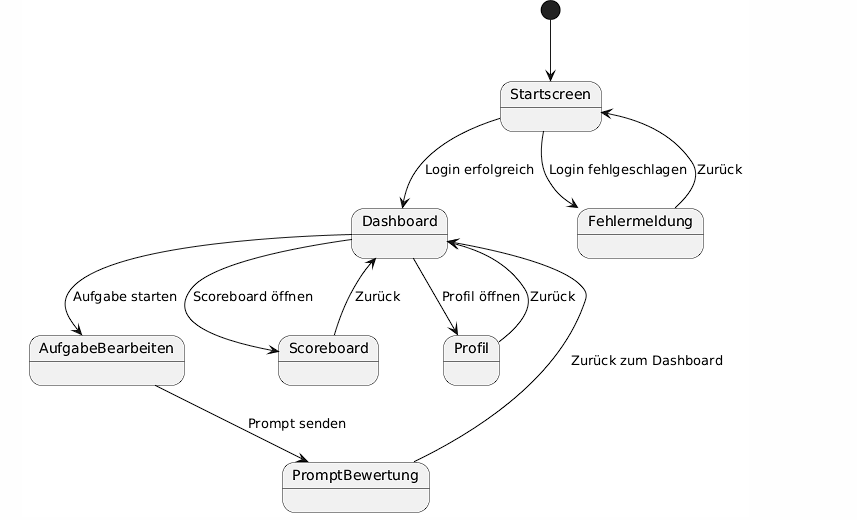 Startscreen
Login erfolgreich
Login fehlgeschlagen
Zurück
Dashboard
Fehlermeldung
Aufgabe starten
Scoreboard öffnen
Zurück
Profil öffnen
Zurück
AufgabeBearbeiten
Scoreboard
Profil
Zurück zum Dashboard
Prompt senden
PromptBewertung